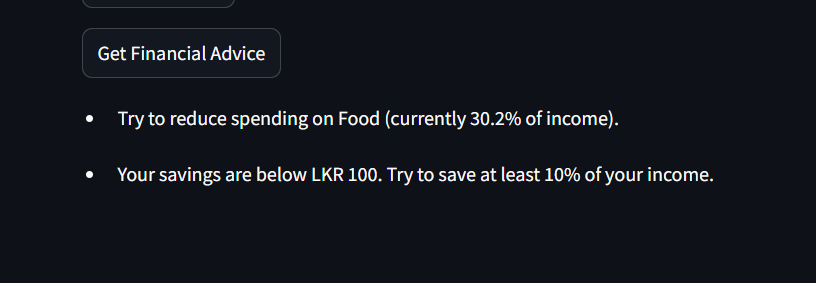 Get Financial Advice
Try to reduce spending on Food (currently 30.2% of income).
Your savings are below LKR 100. Try to save at least 10% of your income.